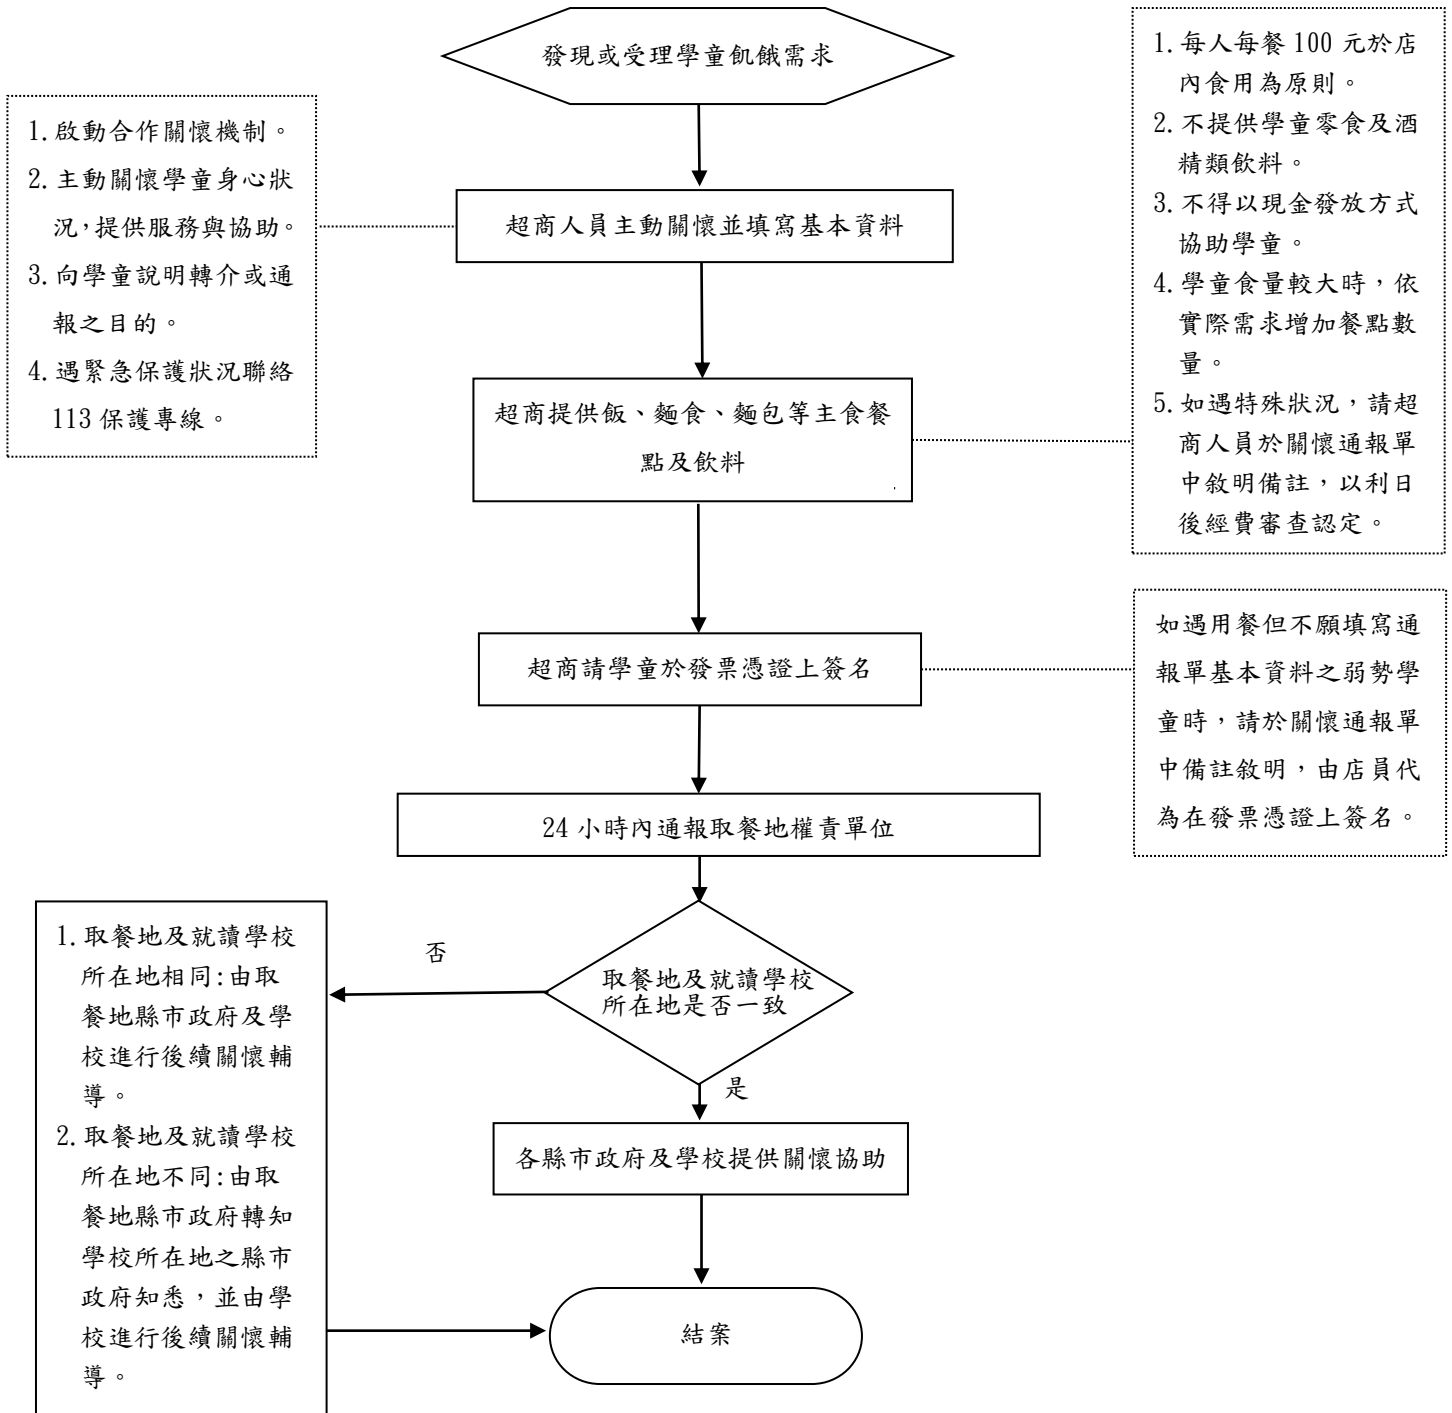 發現或受理學童飢餓需求
1.啟動合作關懷機制。
2.主動關懷學童身心狀
況,提供服務與協助。
3.向學童說明轉介或通
報之目的。
4.遇緊急保護狀況聯絡
113 保護專線。
1.每人每餐 100 元於店
內食用為原則。
2.不提供學童零食及酒
精類飲料。
3.不得以現金發放方式
協助學童。
4.學童食量較大時，依
實際需求增加餐點數
量。
5.如遇特殊狀況，請超
商人員於關懷通報單
中敘明備註，以利日
後經費審查認定。
超商人員主動關懷並填寫基本資料
超商提供飯、麵食、麵包等主食餐
點及飲料
超商請學童於發票憑證上簽名
如遇用餐但不願填寫通
報單基本資料之弱勢學
童時，請於關懷通報單
中備註敘明，由店員代
為在發票憑證上簽名。
24 小時內通報取餐地權責單位
取餐地及就讀學校
所在地是否一致
否
是
1.取餐地及就讀學校
所在地相同:由取
餐地縣市政府及學
校進行後續關懷輔
導。
2.取餐地及就讀學校
所在地不同:由取
餐地縣市政府轉知
學校所在地之縣市
政府知悉，並由學
校進行後續關懷輔
導。
各縣市政府及學校提供關懷協助
結案